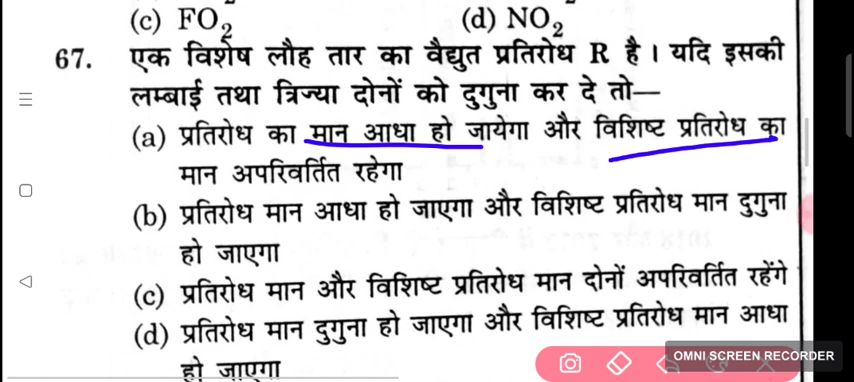 (c) FO₂ (d) NO₂
67. एक विशेष लौह तार का वैद्युत प्रतिरोध R है। यदि इसकी
लम्बाई तथा त्रिज्या दोनों को दुगुना कर दे तो—
(a) प्रतिरोध का मान आधा हो जायेगा और विशिष्ट प्रतिरोध का
मान अपरिवर्तित रहेगा
(b) प्रतिरोध मान आधा हो जाएगा और विशिष्ट प्रतिरोध मान दुगुना
हो जाएगा
(c) प्रतिरोध मान और विशिष्ट प्रतिरोध मान दोनों अपरिवर्तित रहेंगे
(d) प्रतिरोध मान दुगुना हो जाएगा और विशिष्ट प्रतिरोध मान आधा
हो जाएगा
OMNI SCREEN RECORDER